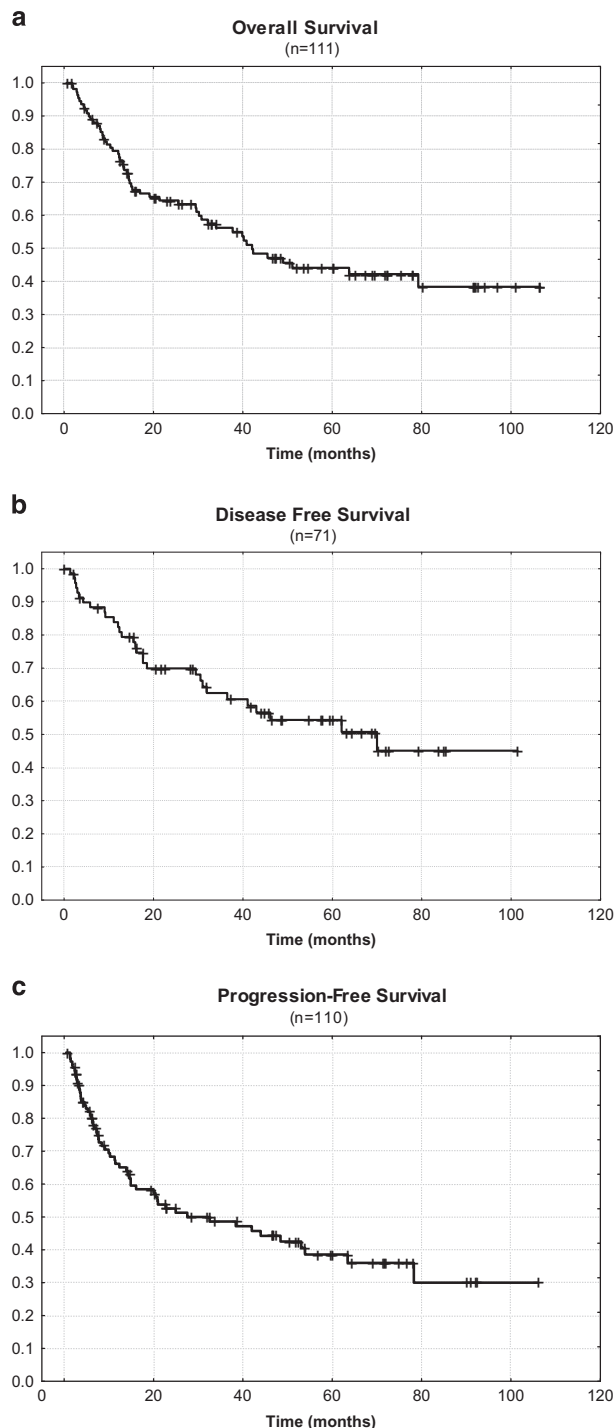 a
Overall Survival
(n=111)
1.0
0.9
0.8
0.7
0.6
0.5
0.4
0.3
0.2
0.1
0.0
0 20 40 60 80 100 120
Time (months)
b
Disease Free Survival
(n=71)
1.0
0.9
0.8
0.7
0.6
0.5
0.4
0.3
0.2
0.1
0.0
0 20 40 60 80 100 120
Time (months)
c
Progression-Free Survival
(n=110)
1.0
0.9
0.8
0.7
0.6
0.5
0.4
0.3
0.2
0.1
0.0
0 0 20 40 60 80 100 120
Time (months)